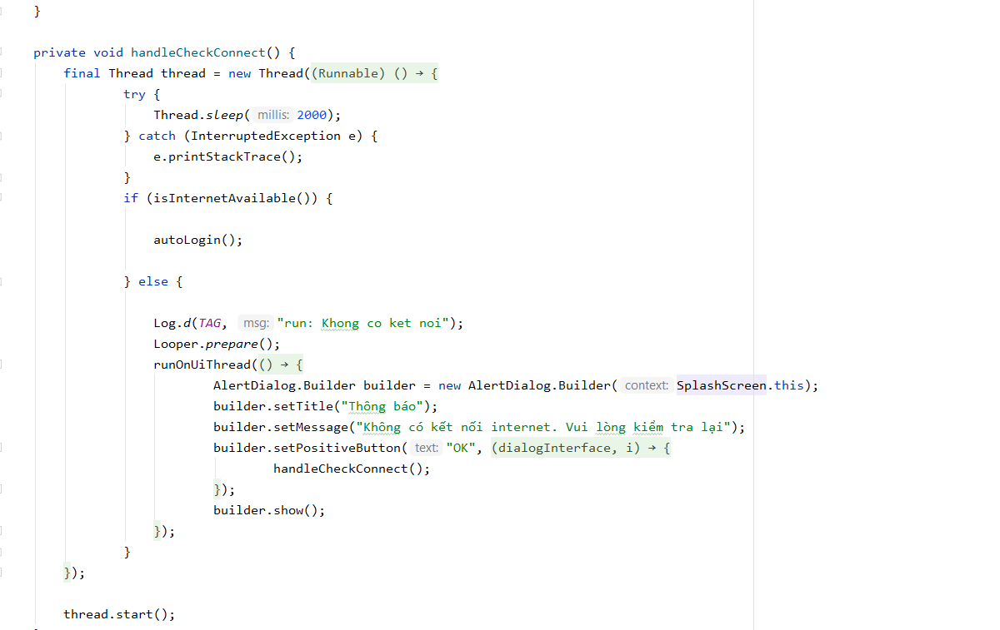 }
private void handleCheckConnect() {
final Thread thread = new Thread((Runnable) () → {
try {
Thread.sleep( millis: 2000);
} catch (InterruptedException e) {
e.printStackTrace();
}
if (isInternetAvailable()) {
autoLogin();
} else {
Log.d(TAG, msg: "run: Khong co ket noi");
Looper.prepare();
runOnUiThread(() → {
AlertDialog.Builder builder = new AlertDialog.Builder( context: SplashScreen.this);
builder.setTitle("Thông báo");
builder.setMessage("Không có kết nối internet. Vui lòng kiểm tra lại");
builder.setPositiveButton( text: "OK", (dialogInterface, i) → {
handleCheckConnect();
});
builder.show();
});
}
});
thread.start();